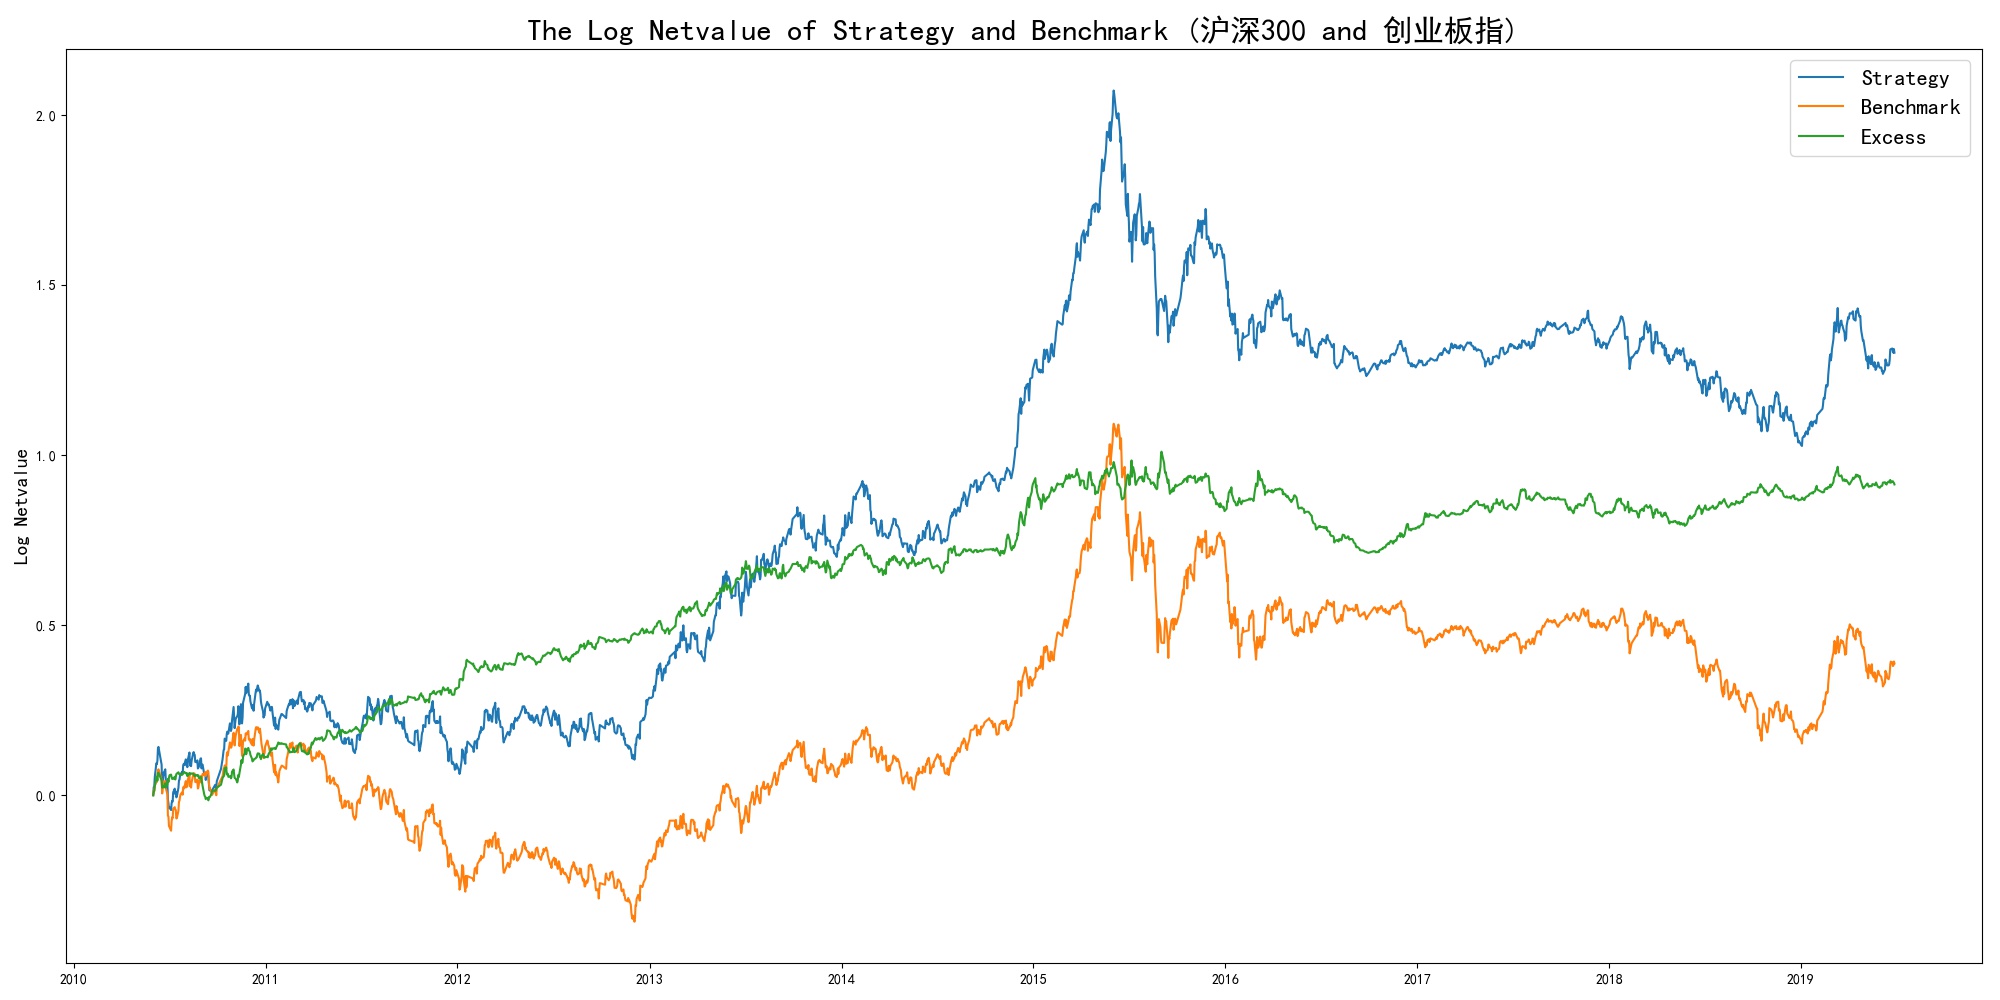 The Log Netvalue of Strategy and Benchmark (沪深300 and 创业板指)
Strategy
Benchmark
Excess
Log Netvalue
2.0
1.5
1.0
0.5
0.0
2010 2011 2012 2013 2014 2015 2016 2017 2018 2019